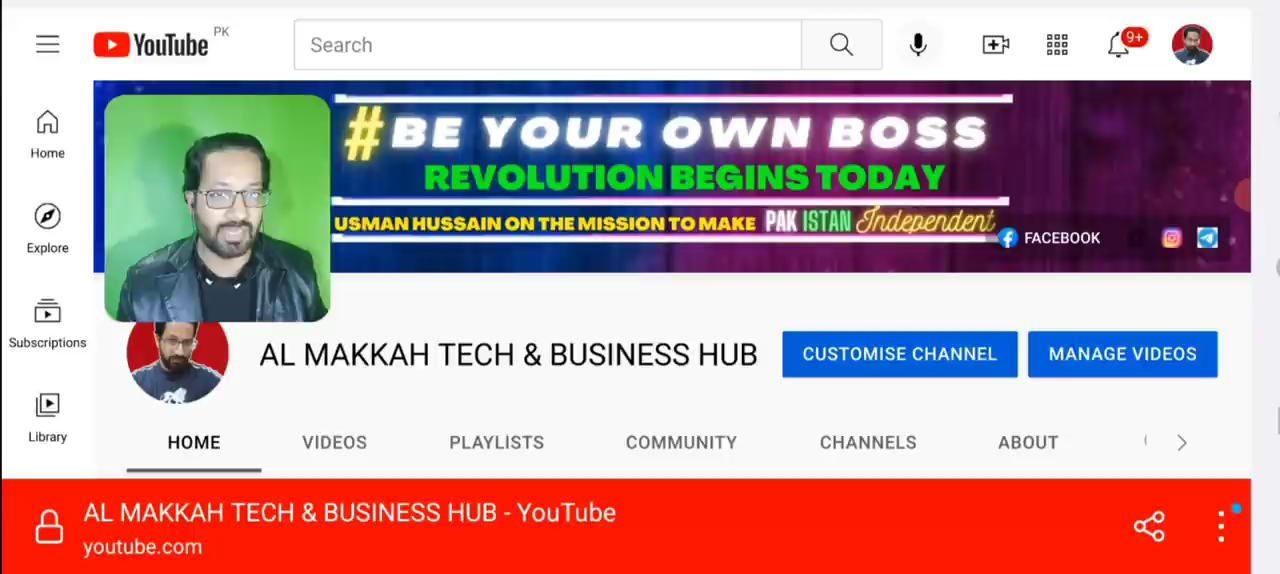 YouTube PK
Search
9+
#BE YOUR OWN BOSS
REVOLUTION BEGINS TODAY
USMAN HUSSAIN ON THE MISSION TO MAKE PAKISTAN Independent
FACEBOOK
Home
Explore
Subscriptions
Library
AL MAKKAH TECH & BUSINESS HUB
CUSTOMISE CHANNEL
MANAGE VIDEOS
HOME
VIDEOS
PLAYLISTS
COMMUNITY
CHANNELS
ABOUT
AL MAKKAH TECH & BUSINESS HUB - YouTube
youtube.com